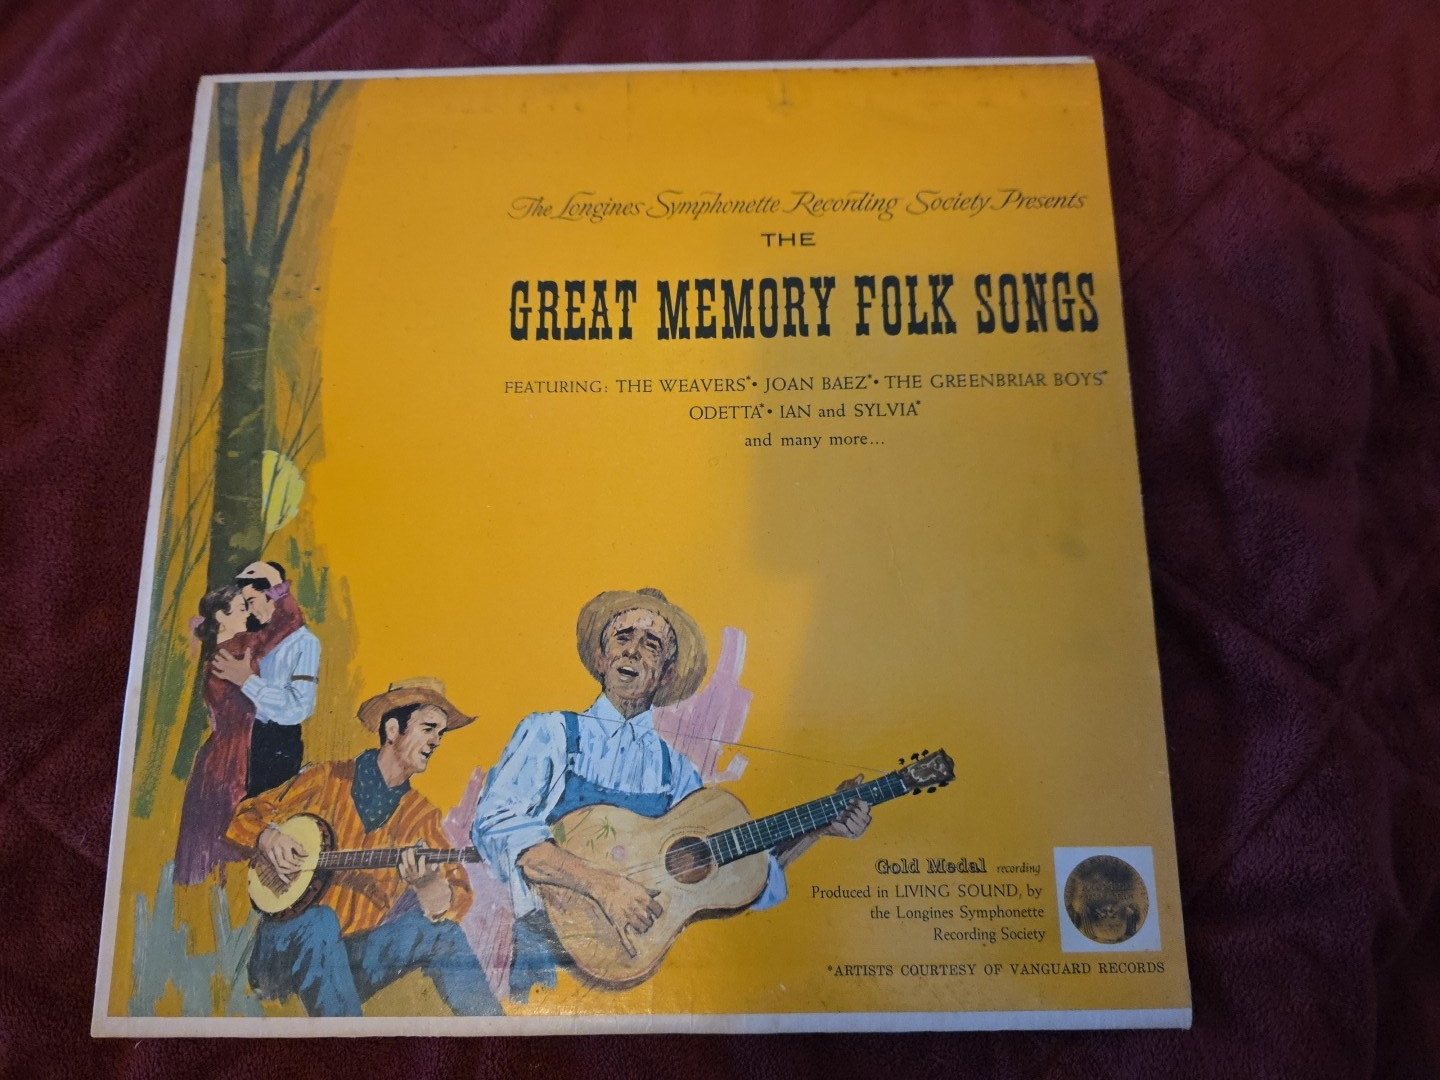 The Longines Symphonette Recording Society Presents
THE
GREAT MEMORY FOLK SONGS
FEATURING: THE WEAVERS*• JOAN BAEZ*• THE GREENBRIAR BOYS*
ODETTA*• IAN and SYLVIA*
and many more...
Gold Medal recording
Produced in LIVING SOUND, by
the Longines Symphonette
Recording Society
*ARTISTS COURTESY OF VANGUARD RECORDS